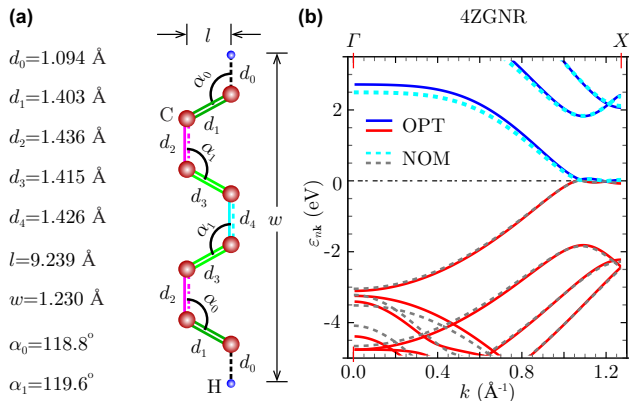 (a)
d₀=1.094 Å
d₁=1.403 Å
d₂=1.436 Å
d₃=1.415 Å
d₄=1.426 Å
l=9.239 Å
w=1.230 Å
α₀=118.8°
α₁=119.6°
l
α₀
d₀
C
d₁
d₂
α₁
d₃
d₄
w
α₁
d₃
d₂
α₀
d₁
d₀
H
(b)
4ZGNR
Γ
X
OPT
NOM
2
0
-2
-4
εₙₖ (eV)
0.0
0.4
0.8
1.2
k (Å⁻¹)